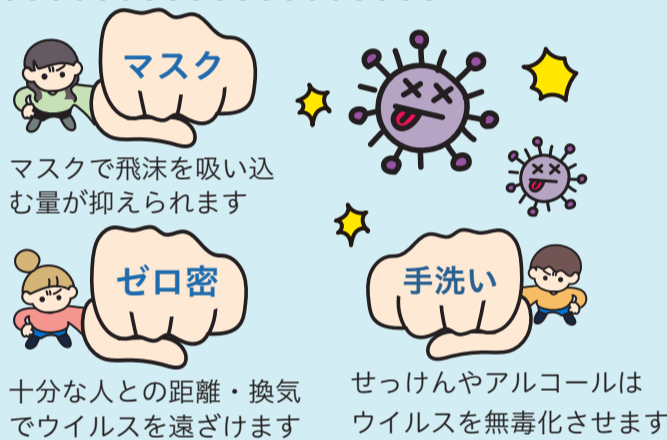 マスク
マスクで飛沫を吸い込
む量が抑えられます
ゼロ密
十分な人との距離・換気
でウイルスを遠ざけます
手洗い
せっけんやアルコールは
ウイルスを無毒化させます